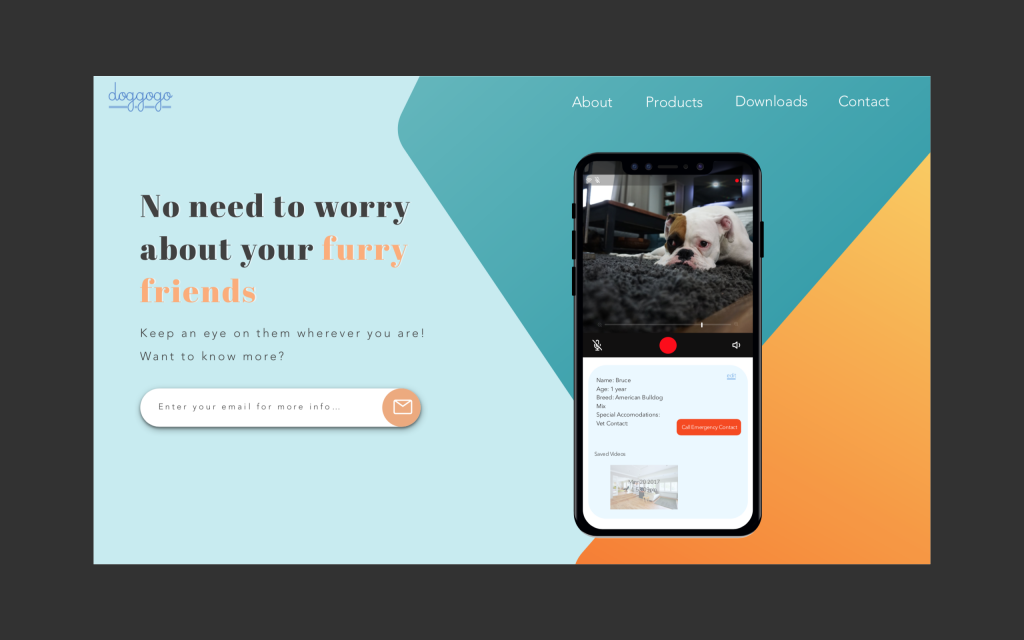 doggogo
About Products Downloads Contact
No need to worry
about your furry
friends
Keep an eye on them wherever you are!
Want to know more?
Enter your email for more info...
Live
edit
Name: Bruce
Age: 1 year
Breed: American Bulldog
Mix
Special Accomodations:
Vet Contact:
Call Emergency Contact
Saved Videos
May 20 2017